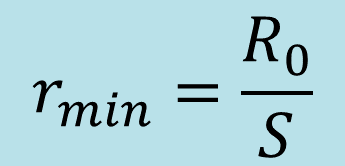 r_min = R_0 / S